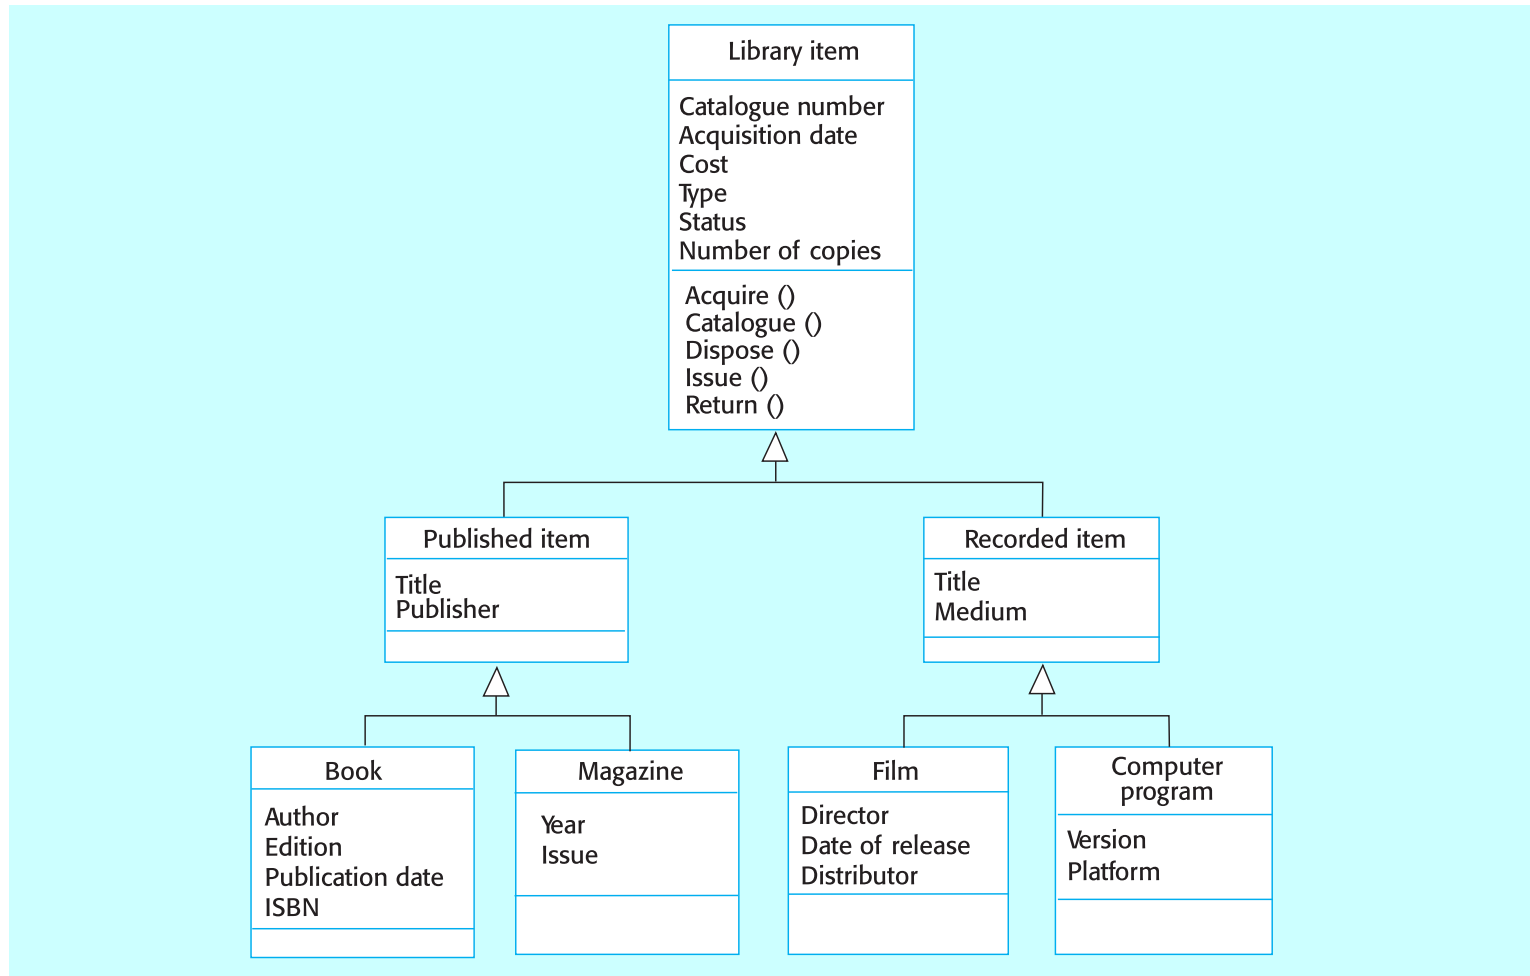 Library item
Catalogue number
Acquisition date
Cost
Type
Status
Number of copies
Acquire ()
Catalogue ()
Dispose ()
Issue ()
Return ()
Published item
Title
Publisher
Recorded item
Title
Medium
Book
Author
Edition
Publication date
ISBN
Magazine
Year
Issue
Film
Director
Date of release
Distributor
Computer
program
Version
Platform